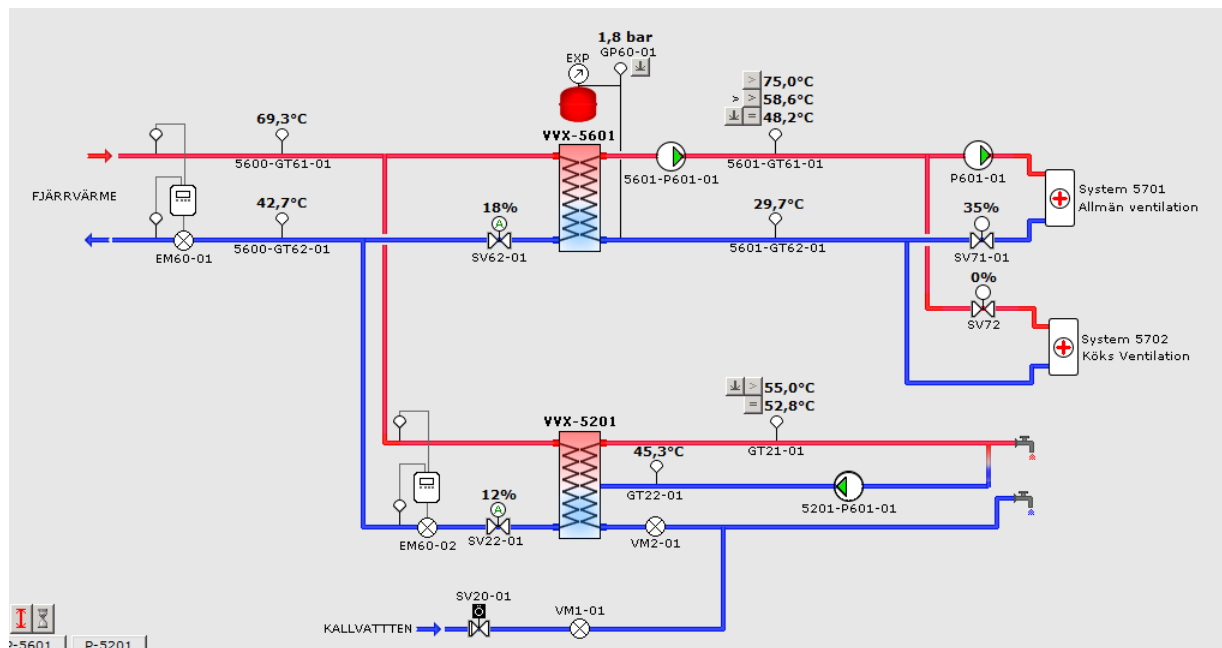 1,8 bar
GP60-01
EXP
> 75,0°C
> > 58,6°C
= 48,2°C
69,3°C
VVX-5601
5600-GT61-01
5601-P601-01
5601-GT61-01
P601-01
FJÄRRVÄRME
System 5701
Allmän ventilation
42,7°C
18%
A
29,7°C
35%
EM60-01
5600-GT62-01
SV62-01
5601-GT62-01
SV71-01
0%
SV72
System 5702
Köks Ventilation
> 55,0°C
= 52,8°C
VVX-5201
GT21-01
45,3°C
GT22-01
5201-P601-01
12%
A
EM60-02
SV22-01
VM2-01
SV20-01
VM1-01
KALLVATTTEN
P-5601
P-5201